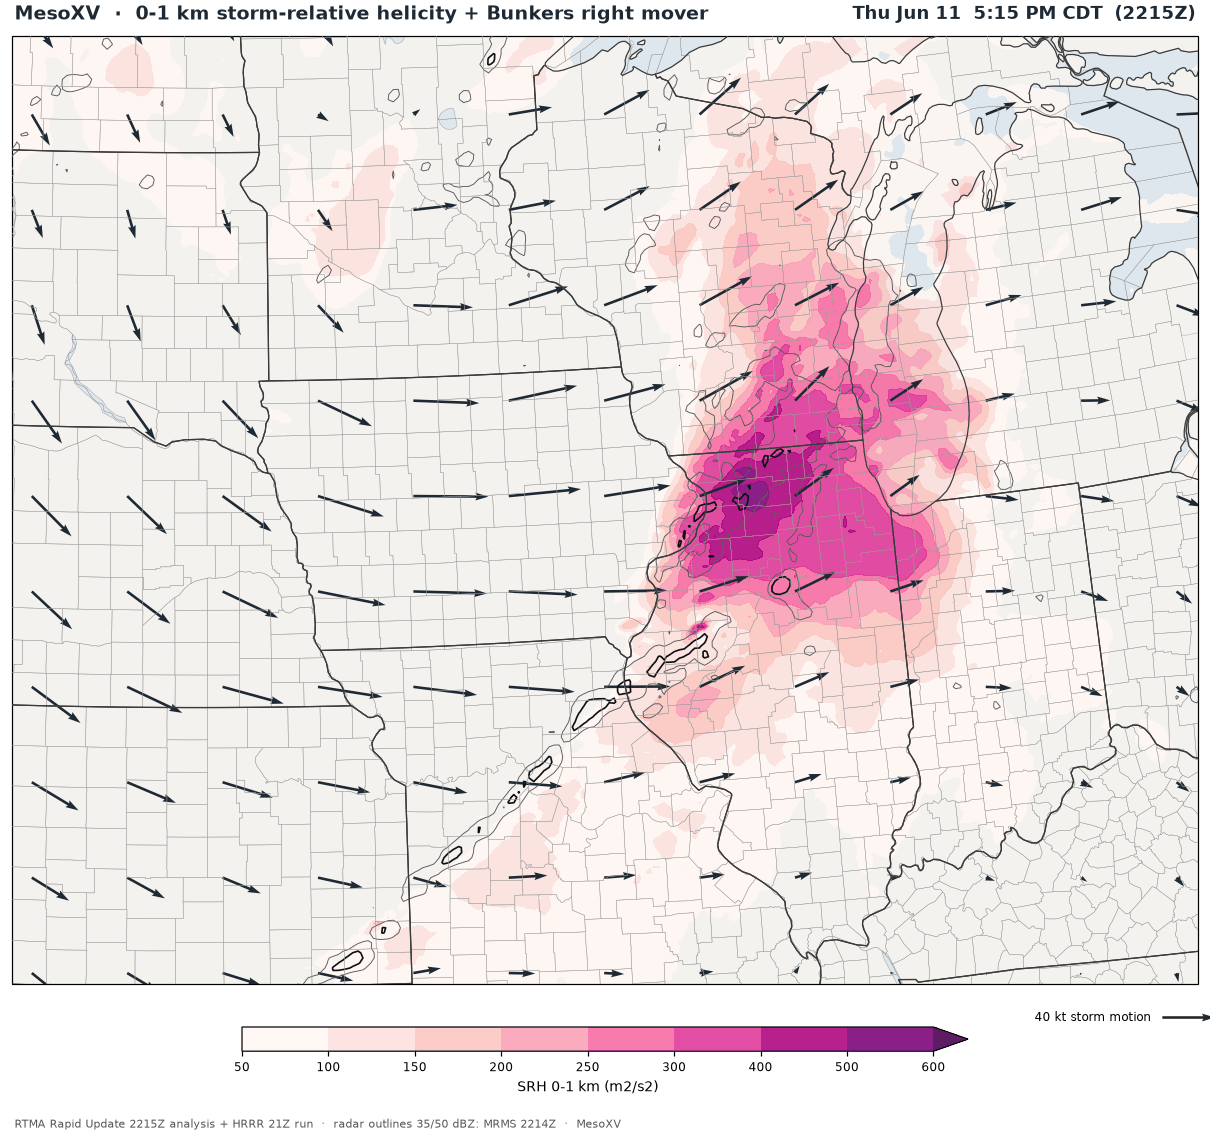 MesoXV · 0-1 km storm-relative helicity + Bunkers right mover
Thu Jun 11 5:15 PM CDT (2215Z)
40 kt storm motion
50 100 150 200 250 300 400 500 600
SRH 0-1 km (m2/s2)
RTMA Rapid Update 2215Z analysis + HRRR 21Z run · radar outlines 35/50 dBZ: MRMS 2214Z · MesoXV